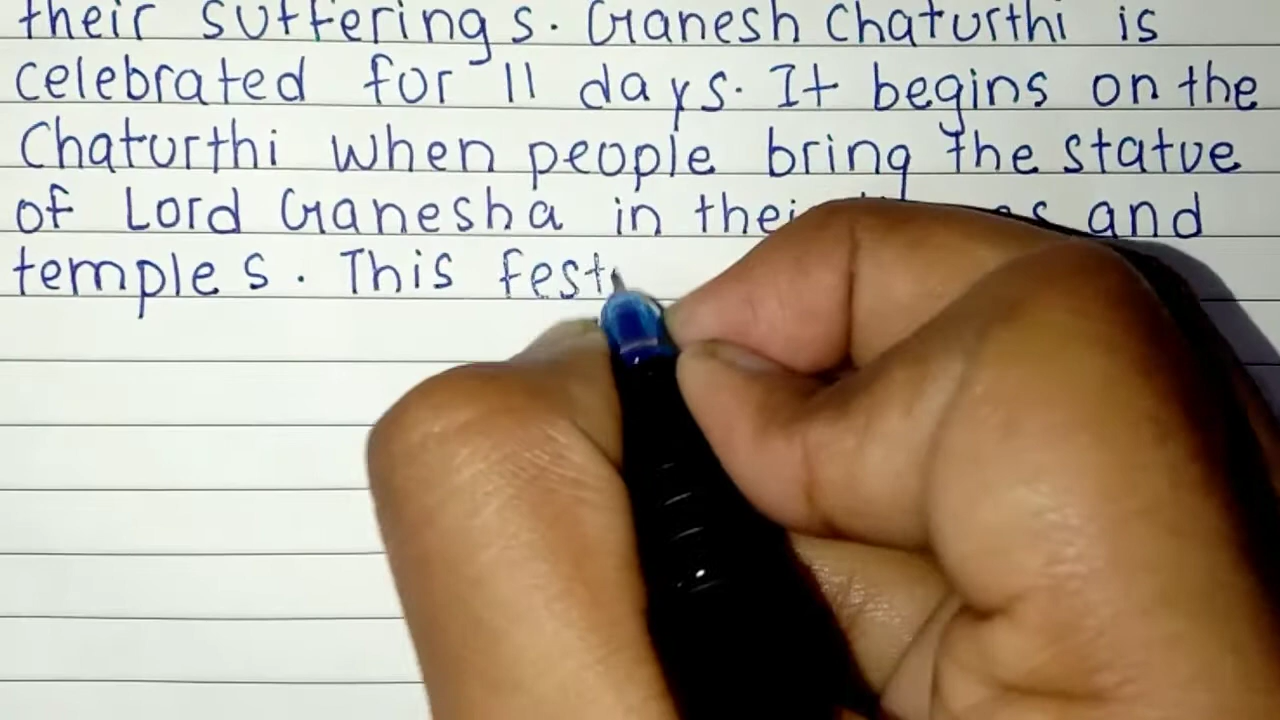 their sufferings. Ganesh Chaturthi is
celebrated for 11 days. It begins on the
Chaturthi when people bring the statue
of Lord Ganesha in their and
temples. This fest